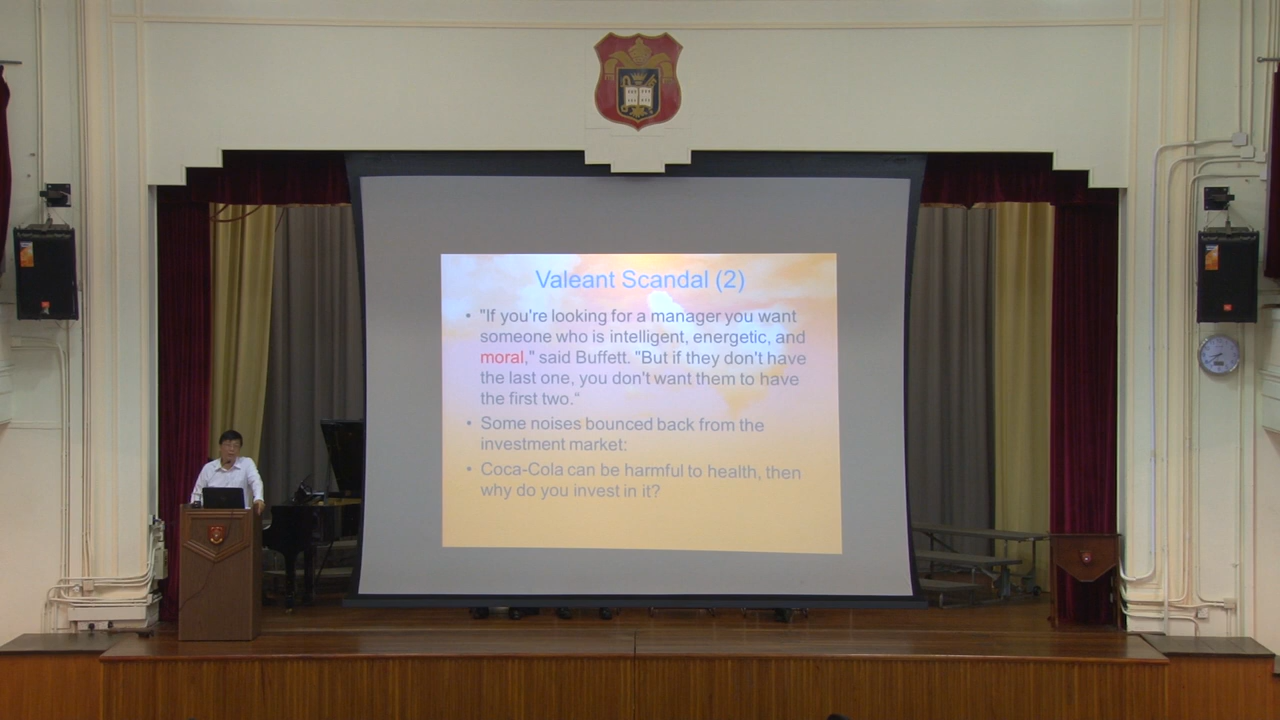 Valeant Scandal (2)
• "If you're looking for a manager you want
someone who is intelligent, energetic, and
moral," said Buffett. "But if they don't have
the last one, you don't want them to have
the first two.“
• Some noises bounced back from the
investment market:
• Coca-Cola can be harmful to health, then
why do you invest in it?